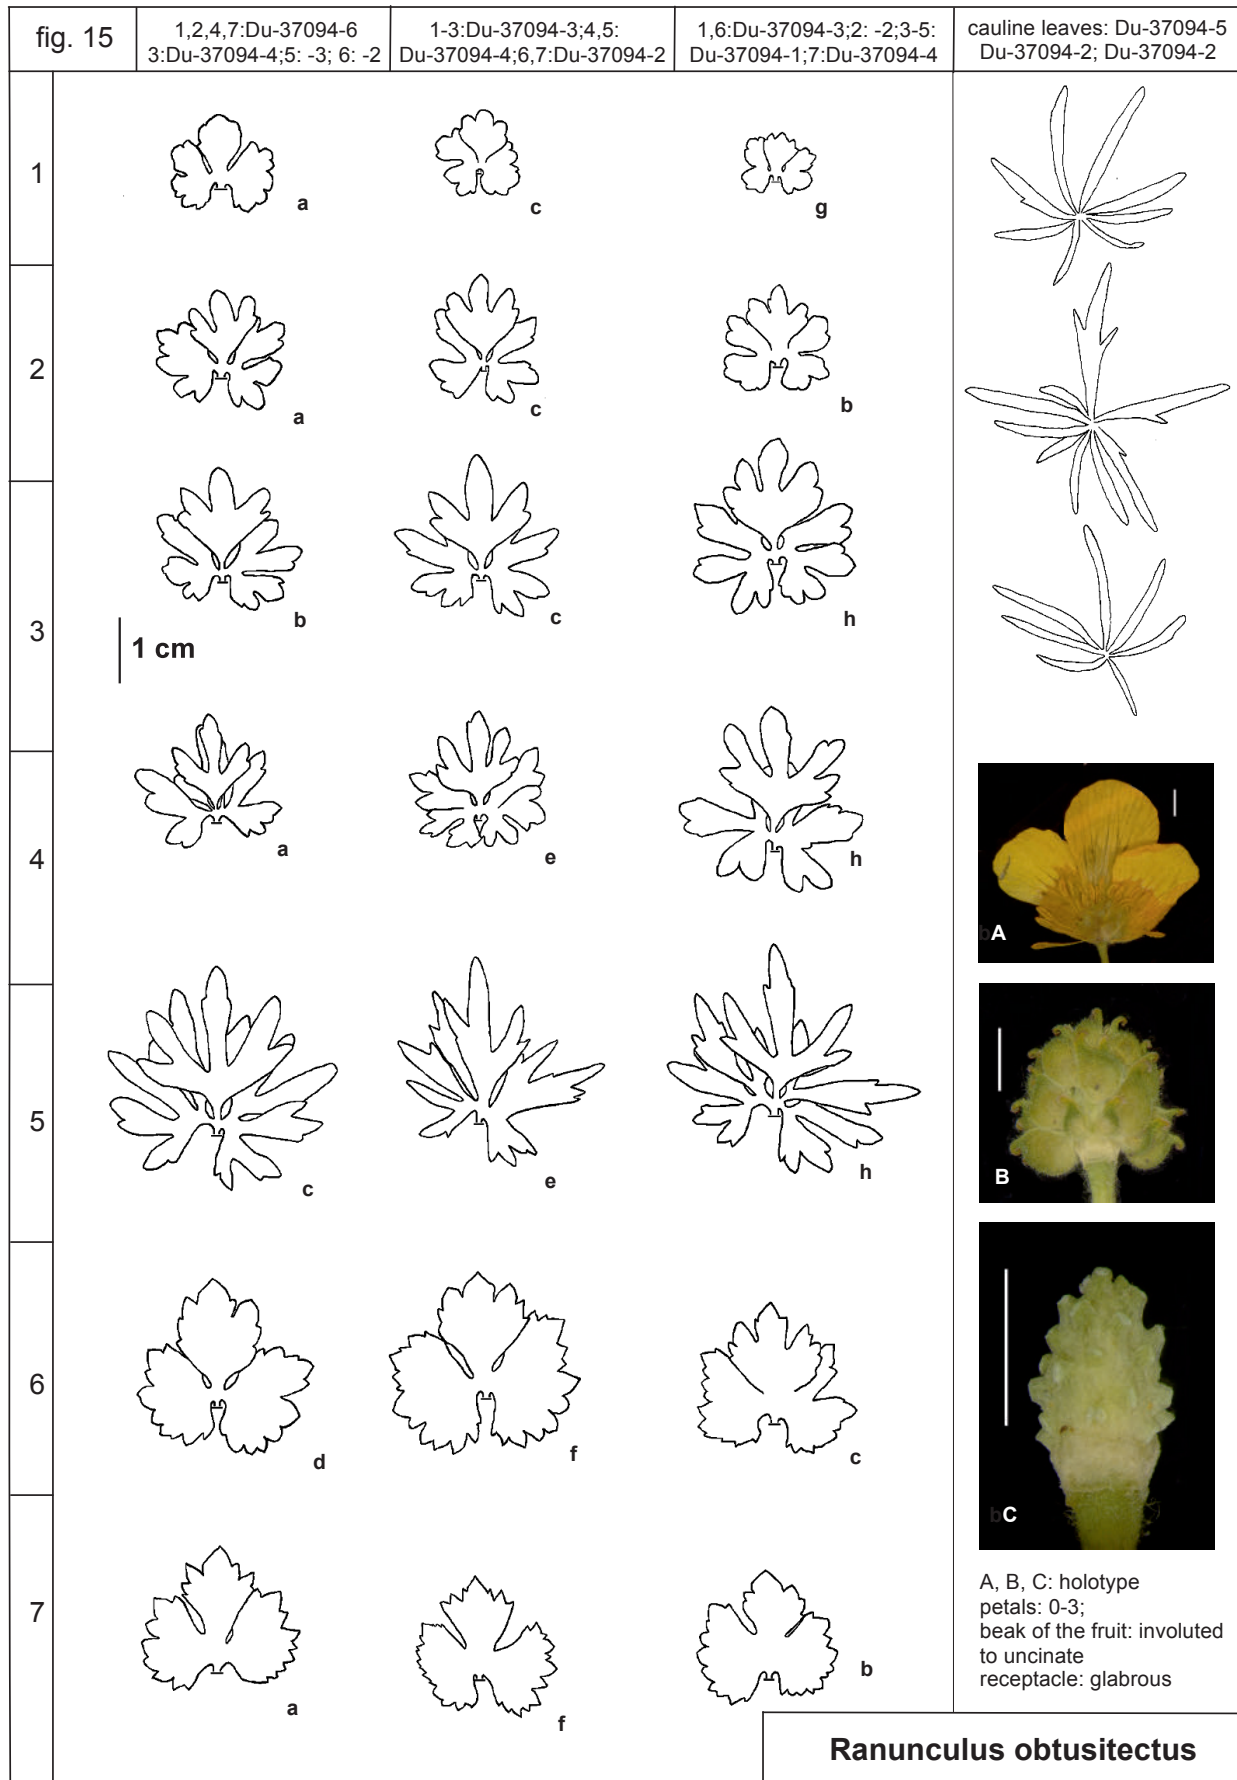 fig. 15
1,2,4,7:Du-37094-6
3:Du-37094-4;5: -3; 6: -2
1-3:Du-37094-3;4,5:
Du-37094-4;6,7:Du-37094-2
1,6:Du-37094-3;2: -2;3-5:
Du-37094-1;7:Du-37094-4
cauline leaves: Du-37094-5
Du-37094-2; Du-37094-2
1
a
c
g
2
a
c
b
3
b
c
h
1 cm
4
a
e
h
bA
5
c
e
h
B
6
d
f
c
bC
7
a
f
b
A, B, C: holotype
petals: 0-3;
beak of the fruit: involuted
to uncinate
receptacle: glabrous
Ranunculus obtusitectus